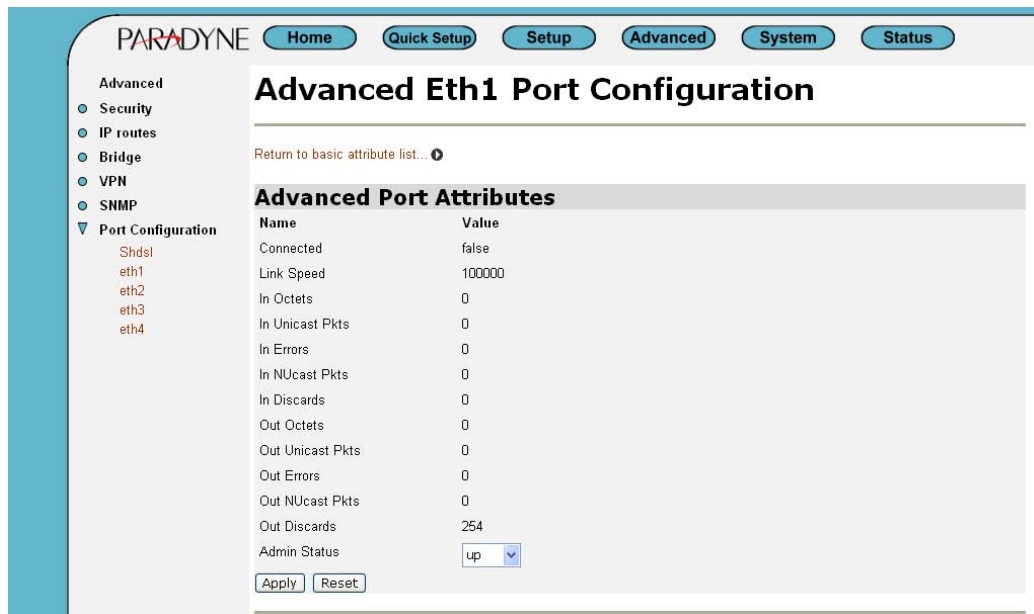 PARADYNE Home Quick Setup Setup Advanced System Status
Advanced
Security
IP routes
Bridge
VPN
SNMP
Port Configuration
Shdsl
eth1
eth2
eth3
eth4
Advanced Eth1 Port Configuration
Return to basic attribute list...
Advanced Port Attributes
Name Value
Connected false
Link Speed 100000
In Octets 0
In Unicast Pkts 0
In Errors 0
In NUcast Pkts 0
In Discards 0
Out Octets 0
Out Unicast Pkts 0
Out Errors 0
Out NUcast Pkts 0
Out Discards 254
Admin Status up
Apply Reset